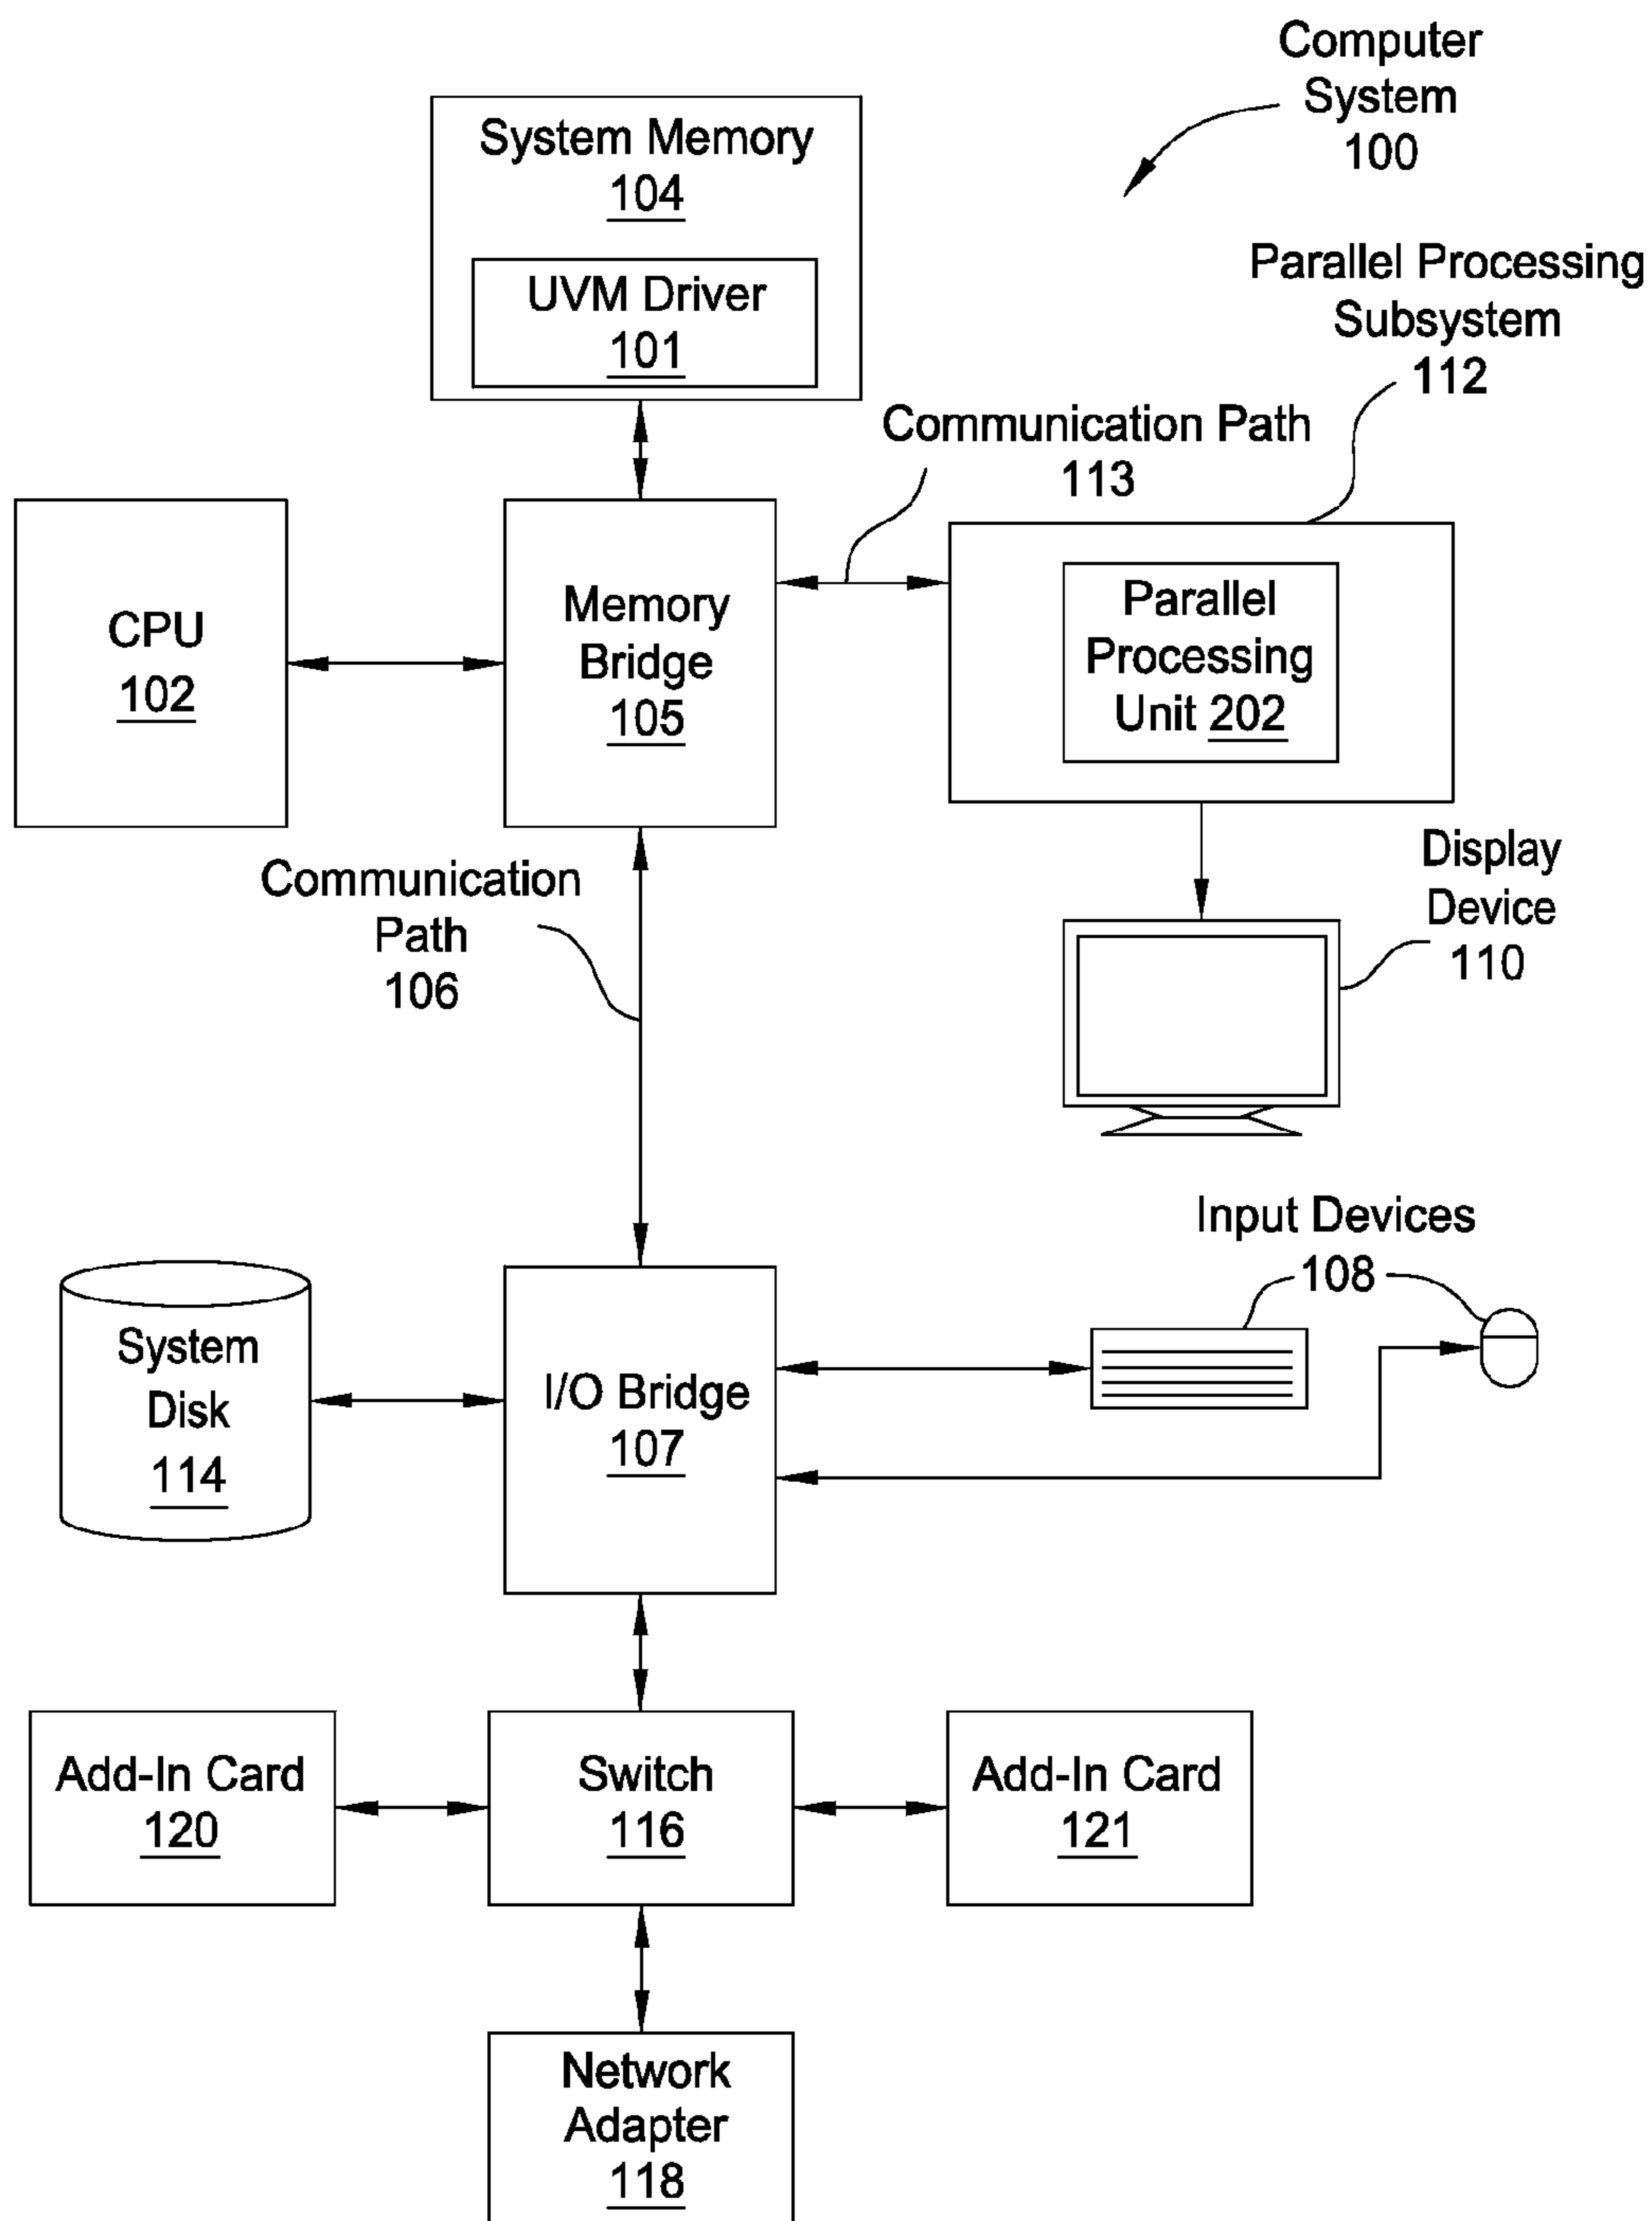 Computer
System
100
System Memory
104
UVM Driver
101
Parallel Processing
Subsystem
112
Communication Path
113
CPU
102
Memory
Bridge
105
Parallel
Processing
Unit 202
Communication
Path
106
Display
Device
110
Input Devices
108
System
Disk
114
I/O Bridge
107
Add-In Card
120
Switch
116
Add-In Card
121
Network
Adapter
118